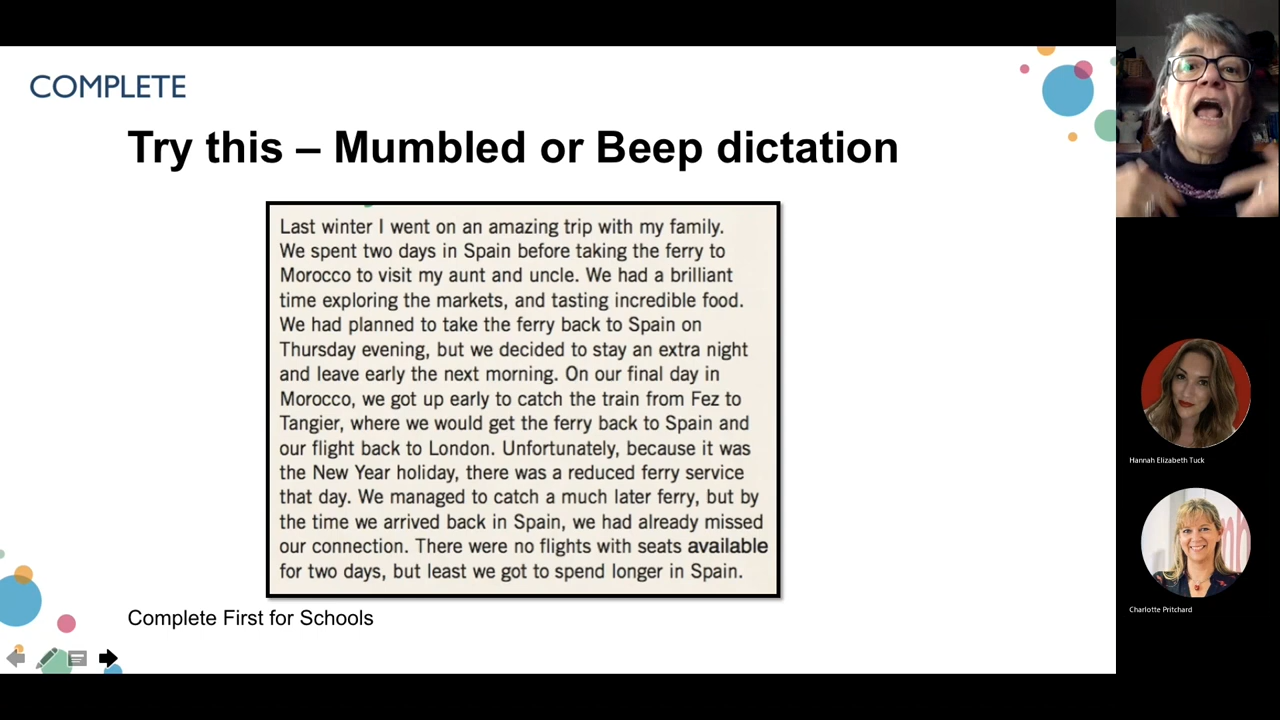 COMPLETE
Try this – Mumbled or Beep dictation
Last winter I went on an amazing trip with my family.
We spent two days in Spain before taking the ferry to
Morocco to visit my aunt and uncle. We had a brilliant
time exploring the markets, and tasting incredible food.
We had planned to take the ferry back to Spain on
Thursday evening, but we decided to stay an extra night
and leave early the next morning. On our final day in
Morocco, we got up early to catch the train from Fez to
Tangier, where we would get the ferry back to Spain and
our flight back to London. Unfortunately, because it was
the New Year holiday, there was a reduced ferry service
that day. We managed to catch a much later ferry, but by
the time we arrived back in Spain, we had already missed
our connection. There were no flights with seats available
for two days, but least we got to spend longer in Spain.
Complete First for Schools
Hannah Elizabeth Tuck
Charlotte Pritchard